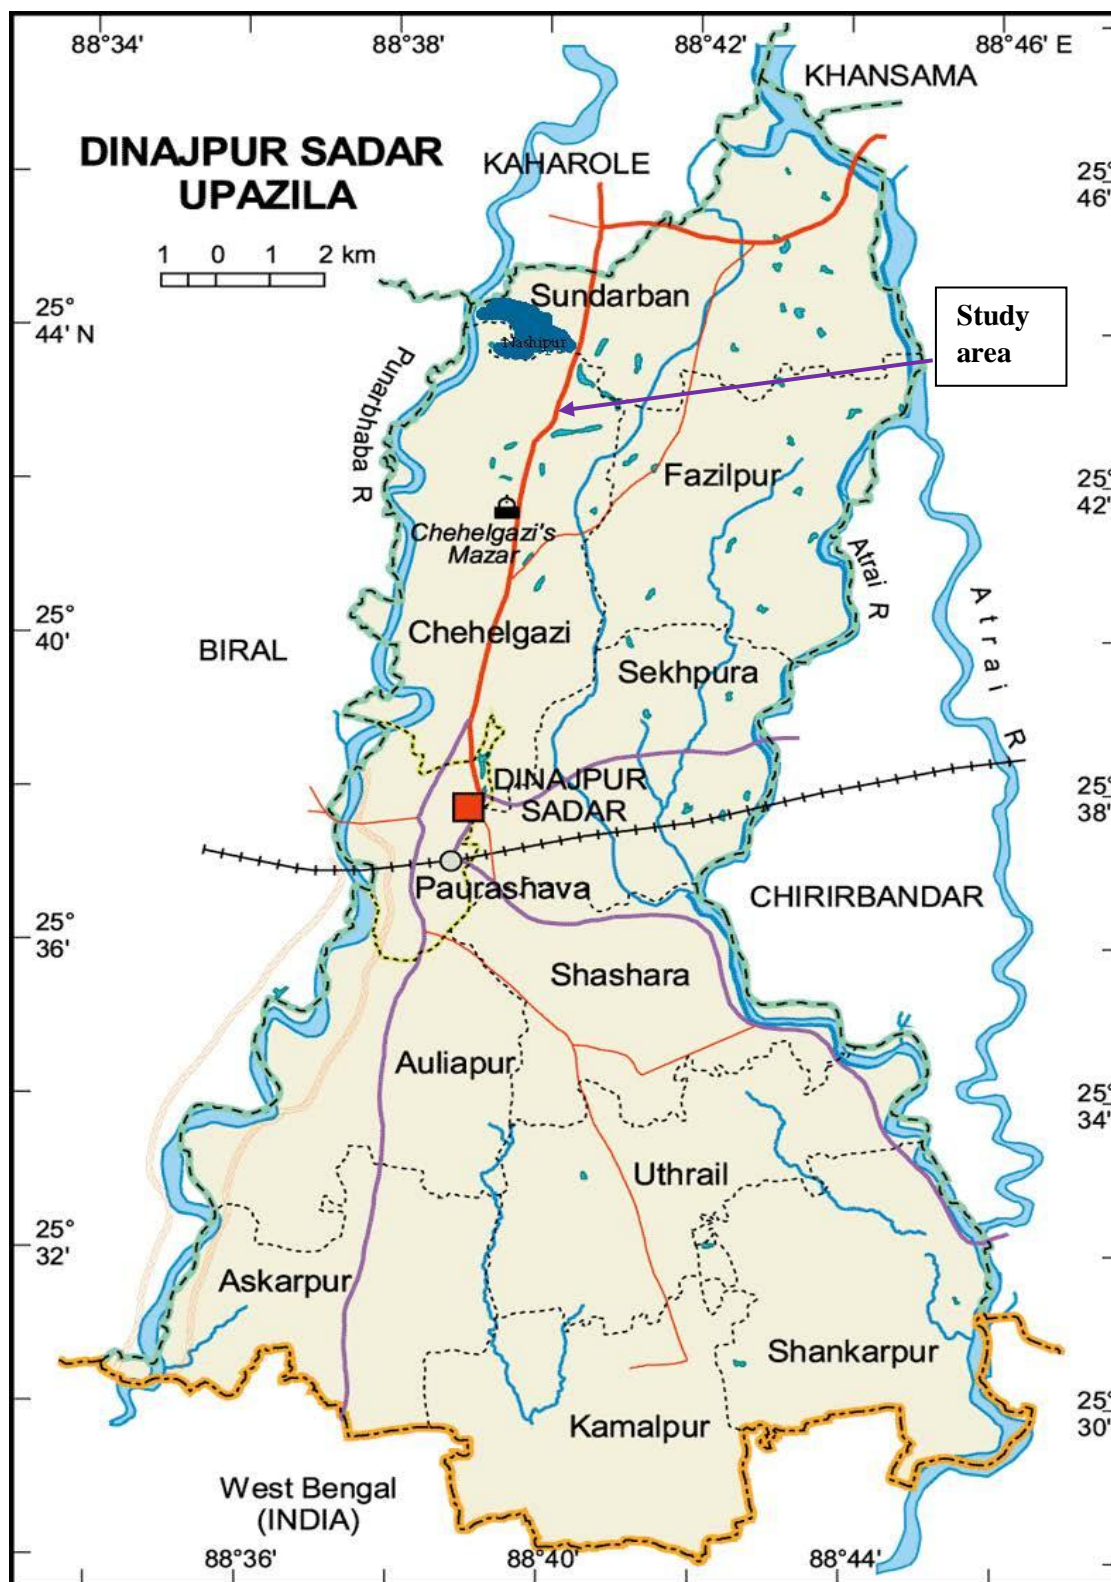 88°34'
88°38'
88°42'
88°46' E
KHANSAMA
DINAJPUR SADAR
UPAZILA
KAHAROLE
25°
46'
1 0 1 2 km
Sundarban
25°
44' N
Nashipur
Study
area
Punarbhaba R
Fazilpur
25°
42'
Chehelgazi's
Mazar
Atrai R
Atrai R
25°
40'
Chehelgazi
BIRAL
Sekhpura
DINAJPUR
SADAR
25°
38'
Paurashava
CHIRIRBANDAR
25°
36'
Shashara
Auliapur
25°
34'
Uthrail
25°
32'
Askarpur
Shankarpur
25°
30'
Kamalpur
West Bengal
(INDIA)
88°36'
88°40'
88°44'